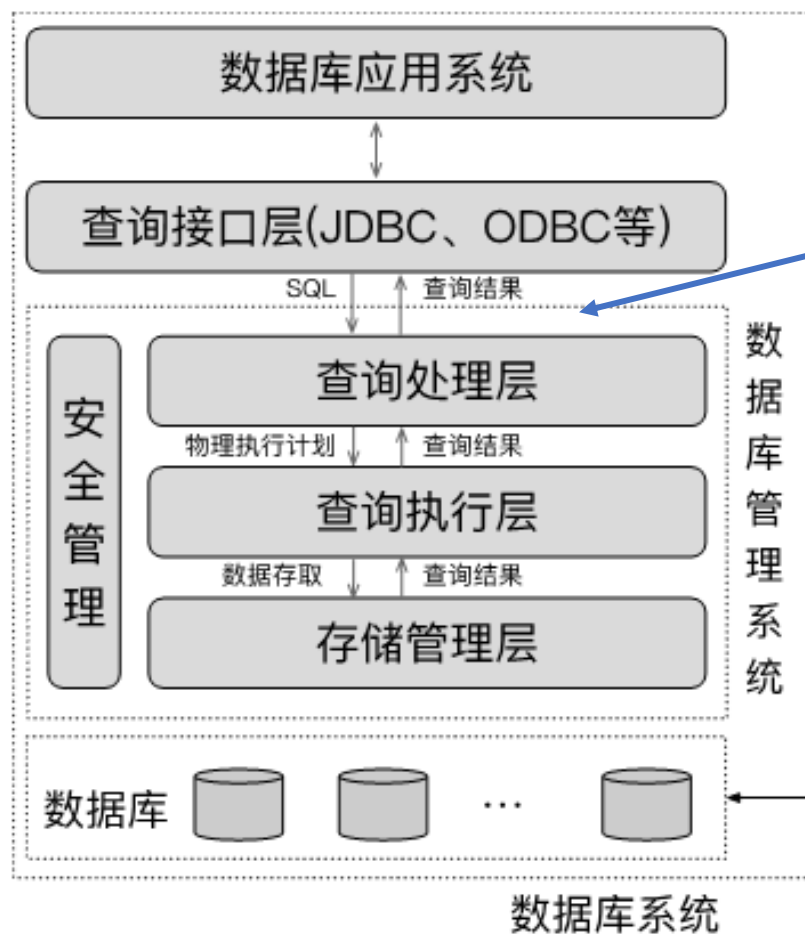 数据库应用系统
查询接口层(JDBC、ODBC等)
SQL 查询结果
查询处理层
物理执行计划 查询结果
查询执行层
数据存取 查询结果
存储管理层
安全管理
数据库管理系统
数据库 …
数据库系统